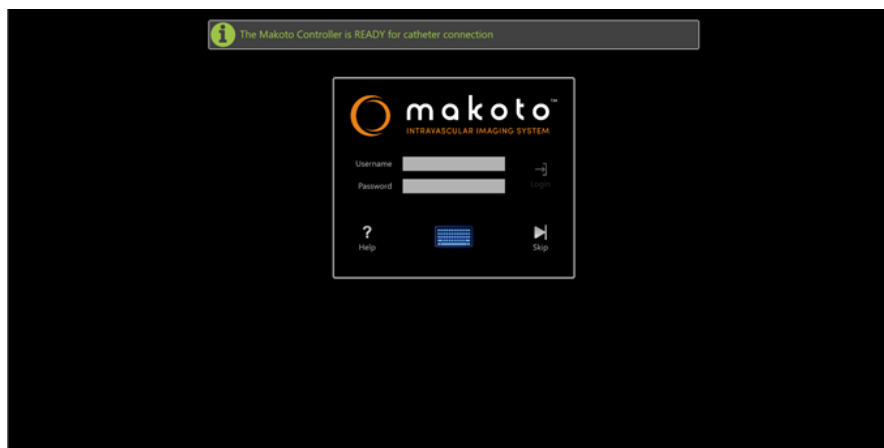 The Makoto Controller is READY for catheter connection
makoto™
INTRAVASCULAR IMAGING SYSTEM
Username
Password
Login
?
Help
Skip